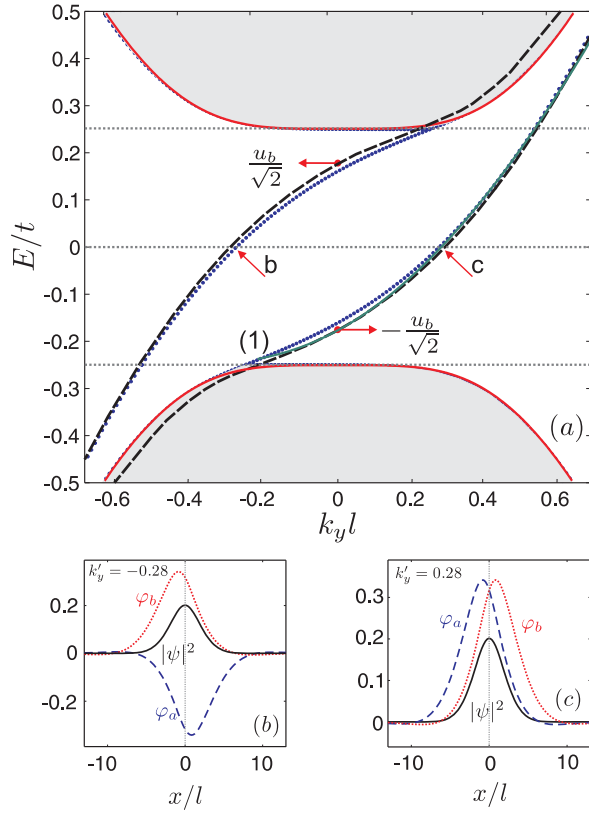 E/t
0.5
0.4
0.3
0.2
0.1
0
-0.1
-0.2
-0.3
-0.4
-0.5
u_b/√2
b
c
(1)
-u_b/√2
(a)
-0.6 -0.4 -0.2 0 0.2 0.4 0.6
k_y l
k'_y = -0.28
0.2
0
-0.2
φ_b
|ψ|²
φ_a
(b)
-10 0 10
x/l
k'_y = 0.28
0.3
0.2
0.1
0
φ_a
φ_b
|ψ|²
(c)
-10 0 10
x/l